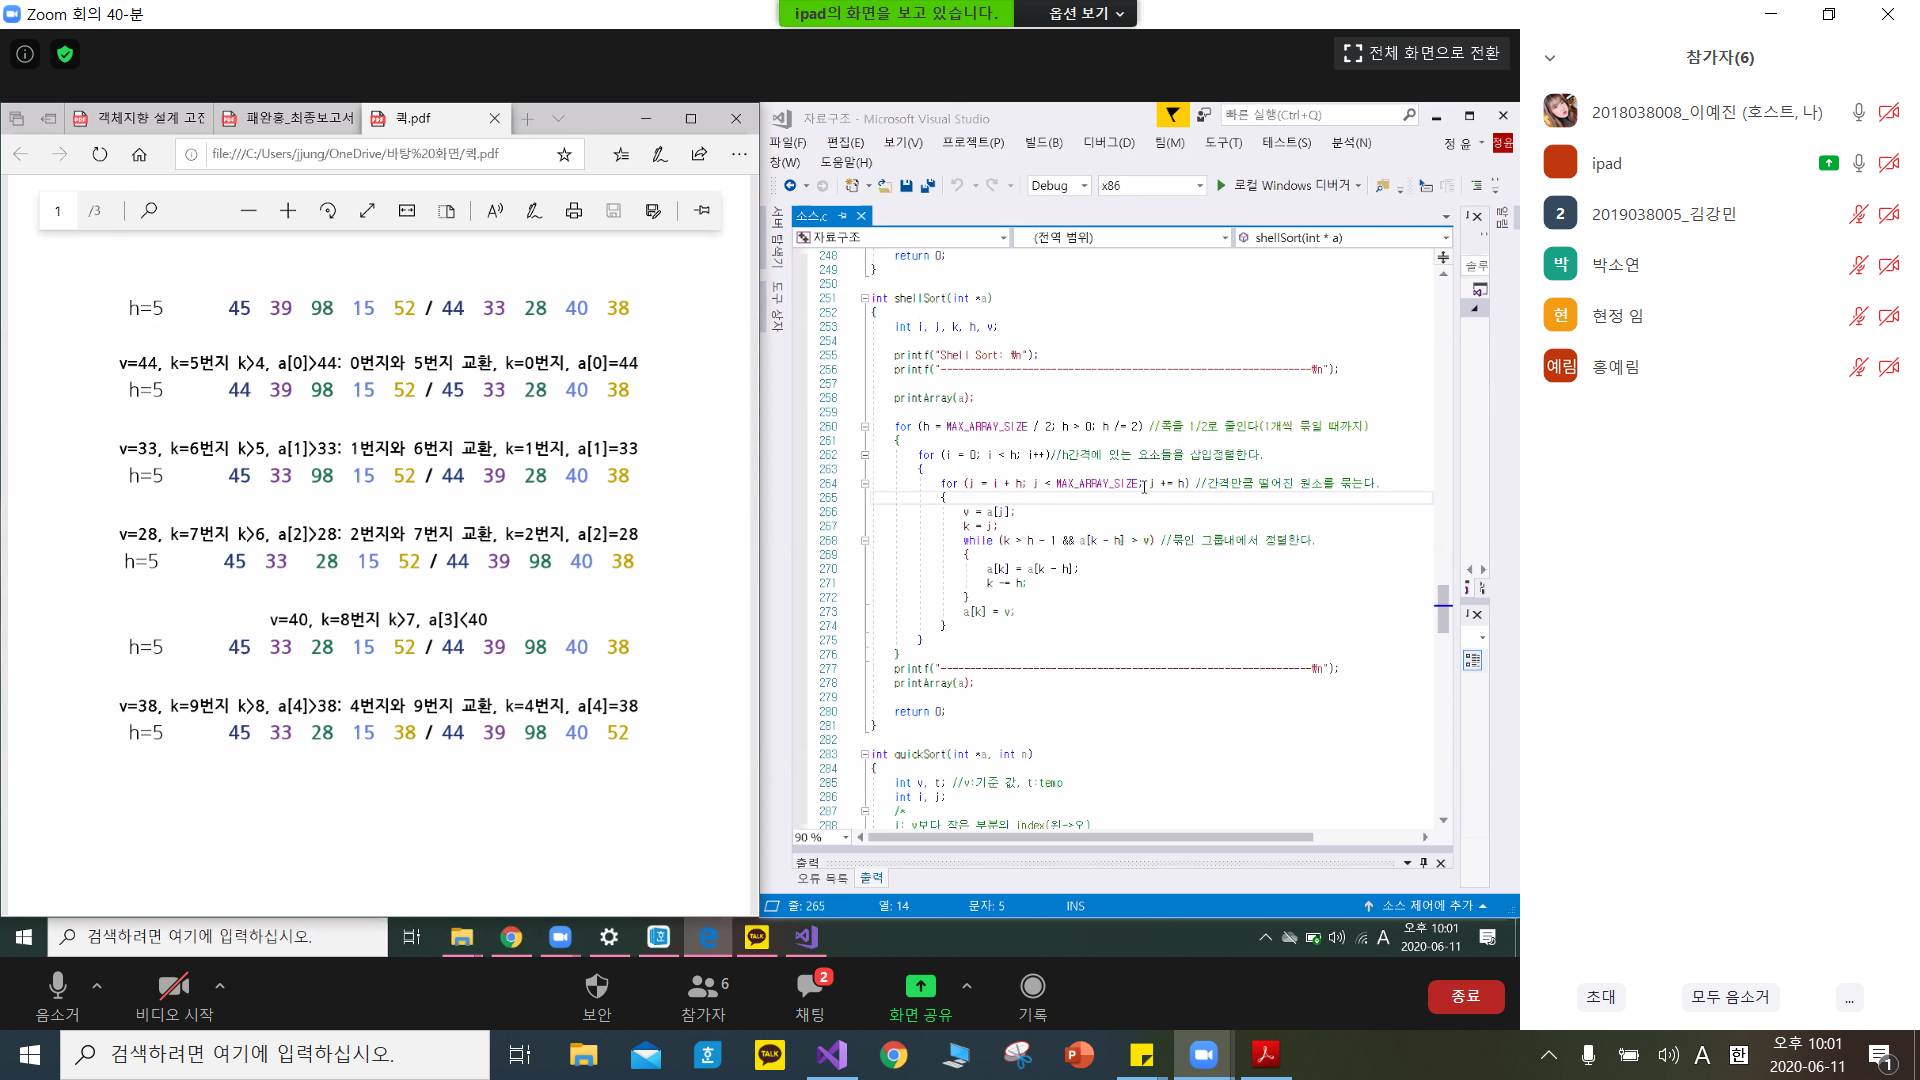 Zoom 회의 40-분
ipad의 화면을 보고 있습니다.
옵션 보기
전체 화면으로 전환
객체지향 설계 고전
패완홍_최종보고서
퀵.pdf
file:///C:/Users/jjung/OneDrive/바탕%20화면/퀵.pdf
1 /3
h=5 45 39 98 15 52 / 44 33 28 40 38
v=44, k=5번지 k>4, a[0]>44: 0번지와 5번지 교환, k=0번지, a[0]=44
h=5 44 39 98 15 52 / 45 33 28 40 38
v=33, k=6번지 k>5, a[1]>33: 1번지와 6번지 교환, k=1번지, a[1]=33
h=5 45 33 98 15 52 / 44 39 28 40 38
v=28, k=7번지 k>6, a[2]>28: 2번지와 7번지 교환, k=2번지, a[2]=28
h=5 45 33 28 15 52 / 44 39 98 40 38
v=40, k=8번지 k>7, a[3]<40
h=5 45 33 28 15 52 / 44 39 98 40 38
v=38, k=9번지 k>8, a[4]>38: 4번지와 9번지 교환, k=4번지, a[4]=38
h=5 45 33 28 15 38 / 44 39 98 40 52
자료구조 - Microsoft Visual Studio
빠른 실행(Ctrl+Q)
파일(F) 편집(E) 보기(V) 프로젝트(P) 빌드(B) 디버그(D) 팀(M) 도구(T) 테스트(S) 분석(N) 정 윤 정윤
창(W) 도움말(H)
Debug x86 로컬 Windows 디버거
서버 탐색기
도구 상자
알림
솔루
소스.c
자료구조 (전역 범위) shellSort(int * a)
248 return 0;
249 }
250
251 int shellSort(int *a)
252 {
253 int i, j, k, h, v;
254
255 printf("Shell Sort: ₩n");
256 printf("----------------------------------------------------------------₩n");
257
258 printArray(a);
259
260 for (h = MAX_ARRAY_SIZE / 2; h > 0; h /= 2) //폭을 1/2로 줄인다(1개씩 묶일 때까지)
261 {
262 for (i = 0; i < h; i++)//h간격에 있는 요소들을 삽입정렬한다.
263 {
264 for (j = i + h; j < MAX_ARRAY_SIZE; j += h) //간격만큼 떨어진 원소를 묶는다.
265 {
266 v = a[j];
267 k = j;
268 while (k > h - 1 && a[k - h] > v) //묶인 그룹내에서 정렬한다.
269 {
270 a[k] = a[k - h];
271 k -= h;
272 }
273 a[k] = v;
274 }
275 }
276 }
277 printf("----------------------------------------------------------------₩n");
278 printArray(a);
279
280 return 0;
281 }
282
283 int quickSort(int *a, int n)
284 {
285 int v, t; //v:기준 값, t:temp
286 int i, j;
287 /*
288 i: v보다 작은 부분의 index(왼->오)
90 %
출력
오류 목록 출력
줄: 265 열: 14 문자: 5 INS 소스 제어에 추가
검색하려면 여기에 입력하십시오.
TALK
A
오후 10:01
2020-06-11
음소거
비디오 시작
보안
6
참가자
2
채팅
화면 공유
기록
종료
참가자(6)
2018038008_이예진 (호스트, 나)
ipad
2 2019038005_김강민
박 박소연
현 현정 임
예림 홍예림
초대 모두 음소거 ...
검색하려면 여기에 입력하십시오.
TALK
A 한
오후 10:01
2020-06-11
1